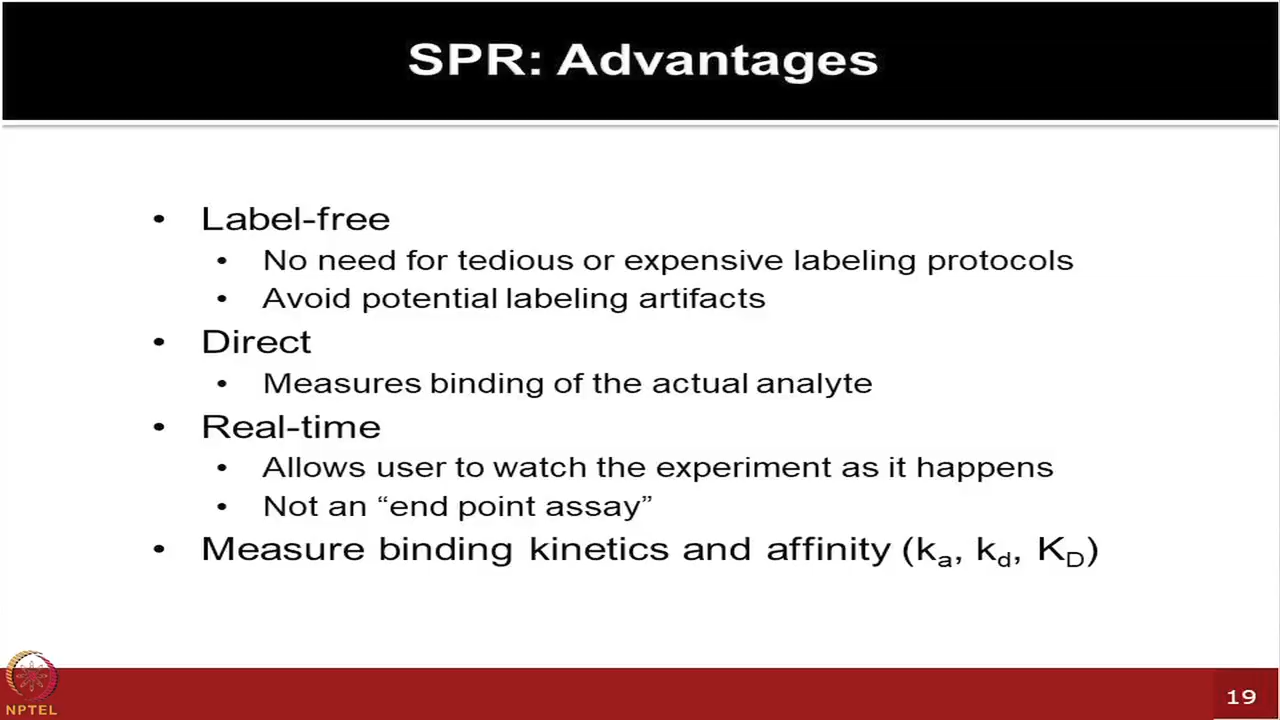 SPR: Advantages
• Label-free
• No need for tedious or expensive labeling protocols
• Avoid potential labeling artifacts
• Direct
• Measures binding of the actual analyte
• Real-time
• Allows user to watch the experiment as it happens
• Not an “end point assay”
• Measure binding kinetics and affinity (ka, kd, KD)
NPTEL
19